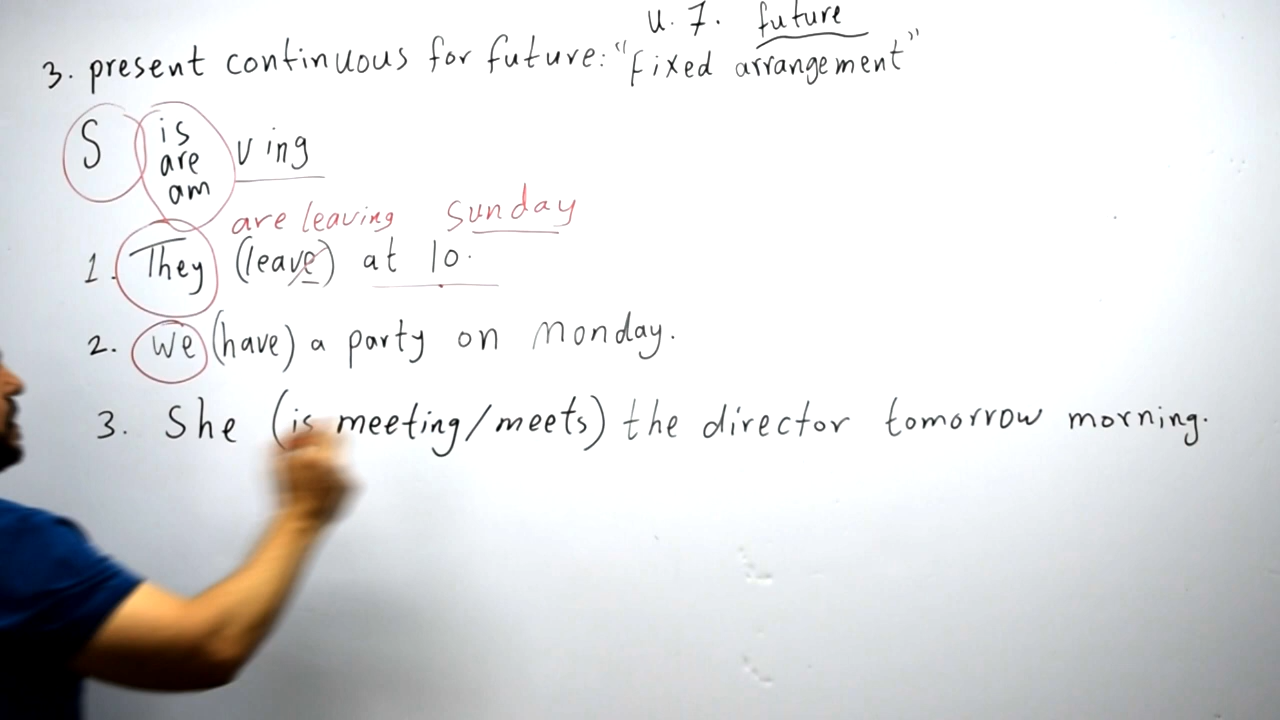 u. 7. future
3. present continuous for future: "fixed arrangement"
S is are am ving
are leaving Sunday
1. They (leave) at 10.
2. we (have) a party on monday.
3. She (is meeting/meets) the director tomorrow morning.